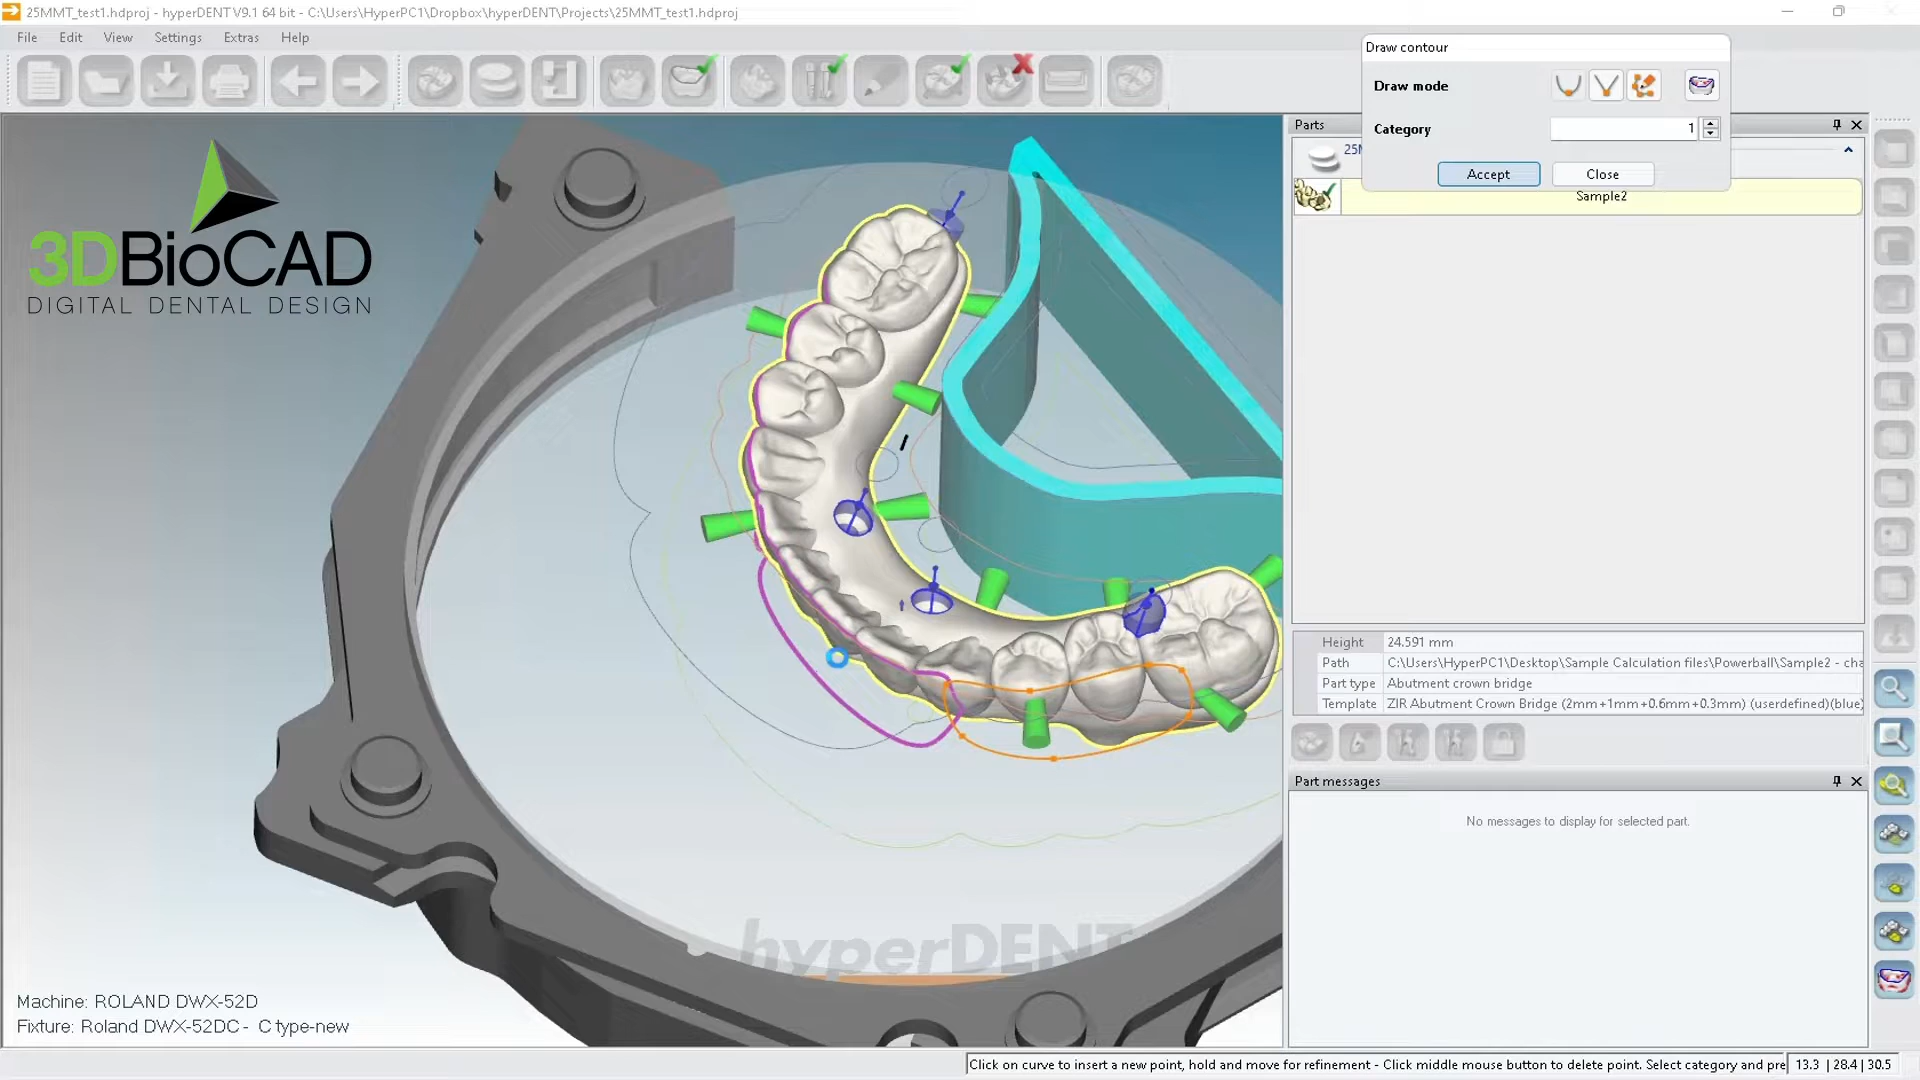 25MMT_test1.hdproj - hyperDENT V9.1 64 bit - C:\Users\HyperPC1\Dropbox\hyperDENT\Projects\25MMT_test1.hdproj
File Edit View Settings Extras Help
Draw contour
Draw mode
Category 1
Accept Close
Parts
25M
Sample2
3DBioCAD
DIGITAL DENTAL DESIGN
Height 24.591 mm
Path C:\Users\HyperPC1\Desktop\Sample Calculation files\Powerball\Sample2 - cha
Part type Abutment crown bridge
Template ZIR Abutment Crown Bridge (2mm+1mm+0.6mm+0.3mm) (userdefined)(blue)
Part messages
No messages to display for selected part.
hyperDENT
Machine: ROLAND DWX-52D
Fixture: Roland DWX-52DC - C type-new
Click on curve to insert a new point, hold and move for refinement - Click middle mouse button to delete point. Select category and pre
13.3 | 28.4 | 30.5